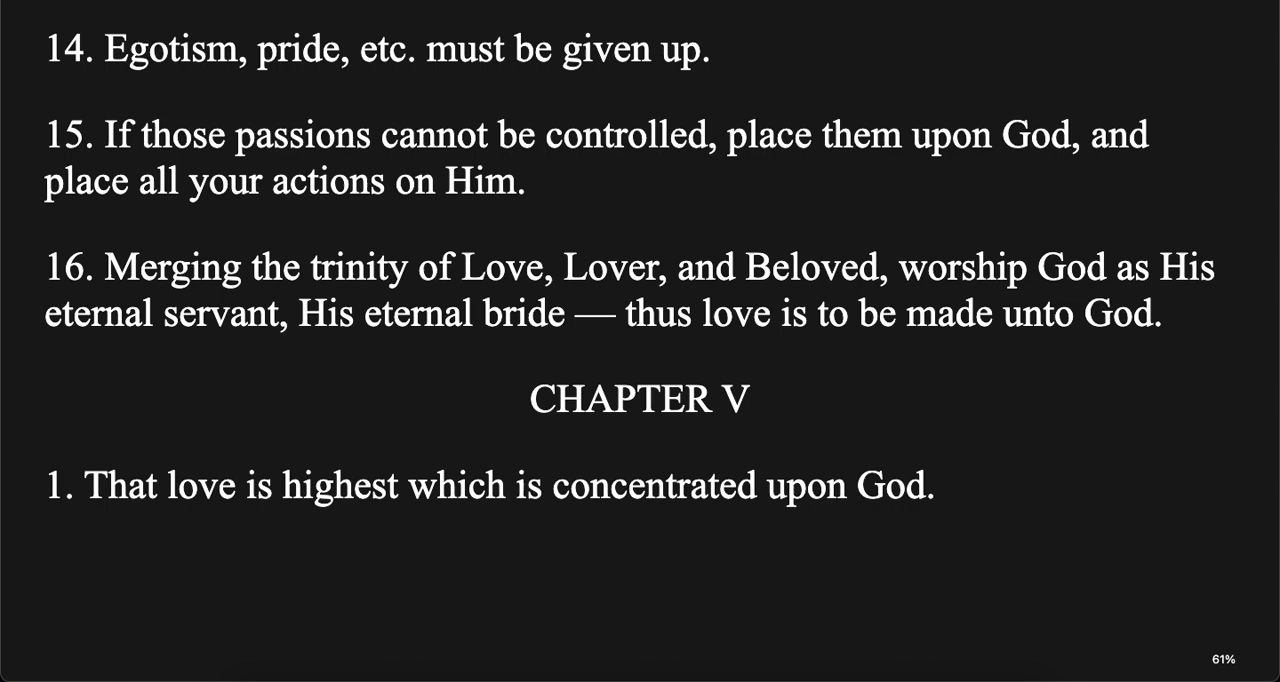 14. Egotism, pride, etc. must be given up.
15. If those passions cannot be controlled, place them upon God, and
place all your actions on Him.
16. Merging the trinity of Love, Lover, and Beloved, worship God as His
eternal servant, His eternal bride — thus love is to be made unto God.
CHAPTER V
1. That love is highest which is concentrated upon God.
61%